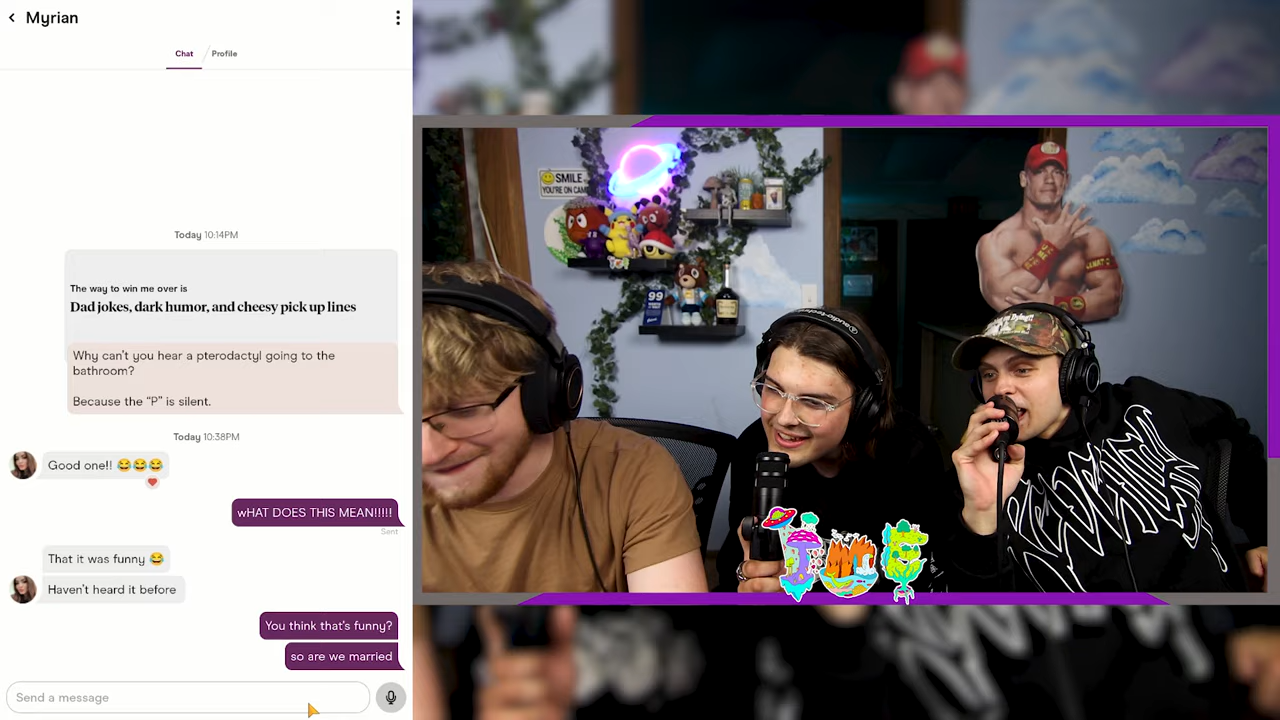 Myrian
Chat
Profile
Today 10:14PM
The way to win me over is
Dad jokes, dark humor, and cheesy pick up lines
Why can't you hear a pterodactyl going to the
bathroom?
Because the “P” is silent.
Today 10:38PM
Good one!! 😂😂😂
wHAT DOES THIS MEAN!!!!!
Sent
That it was funny 😂
Haven't heard it before
You think that's funny?
so are we married
Send a message
SMILE
YOU'RE ON CAM
99
audio-technica